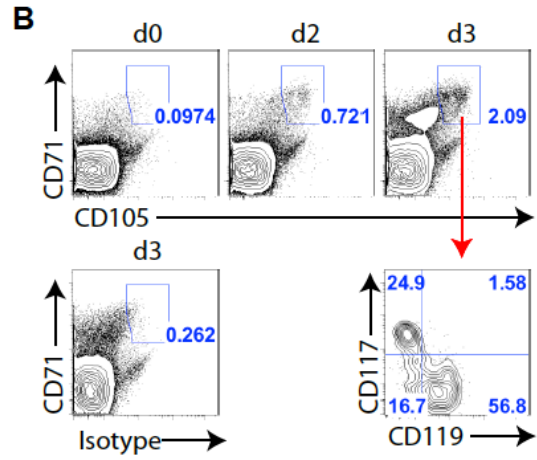 B
d0 d2 d3
CD71
0.0974 0.721 2.09
CD105
d3
CD71
0.262
Isotype
24.9 1.58
CD117
16.7 56.8
CD119